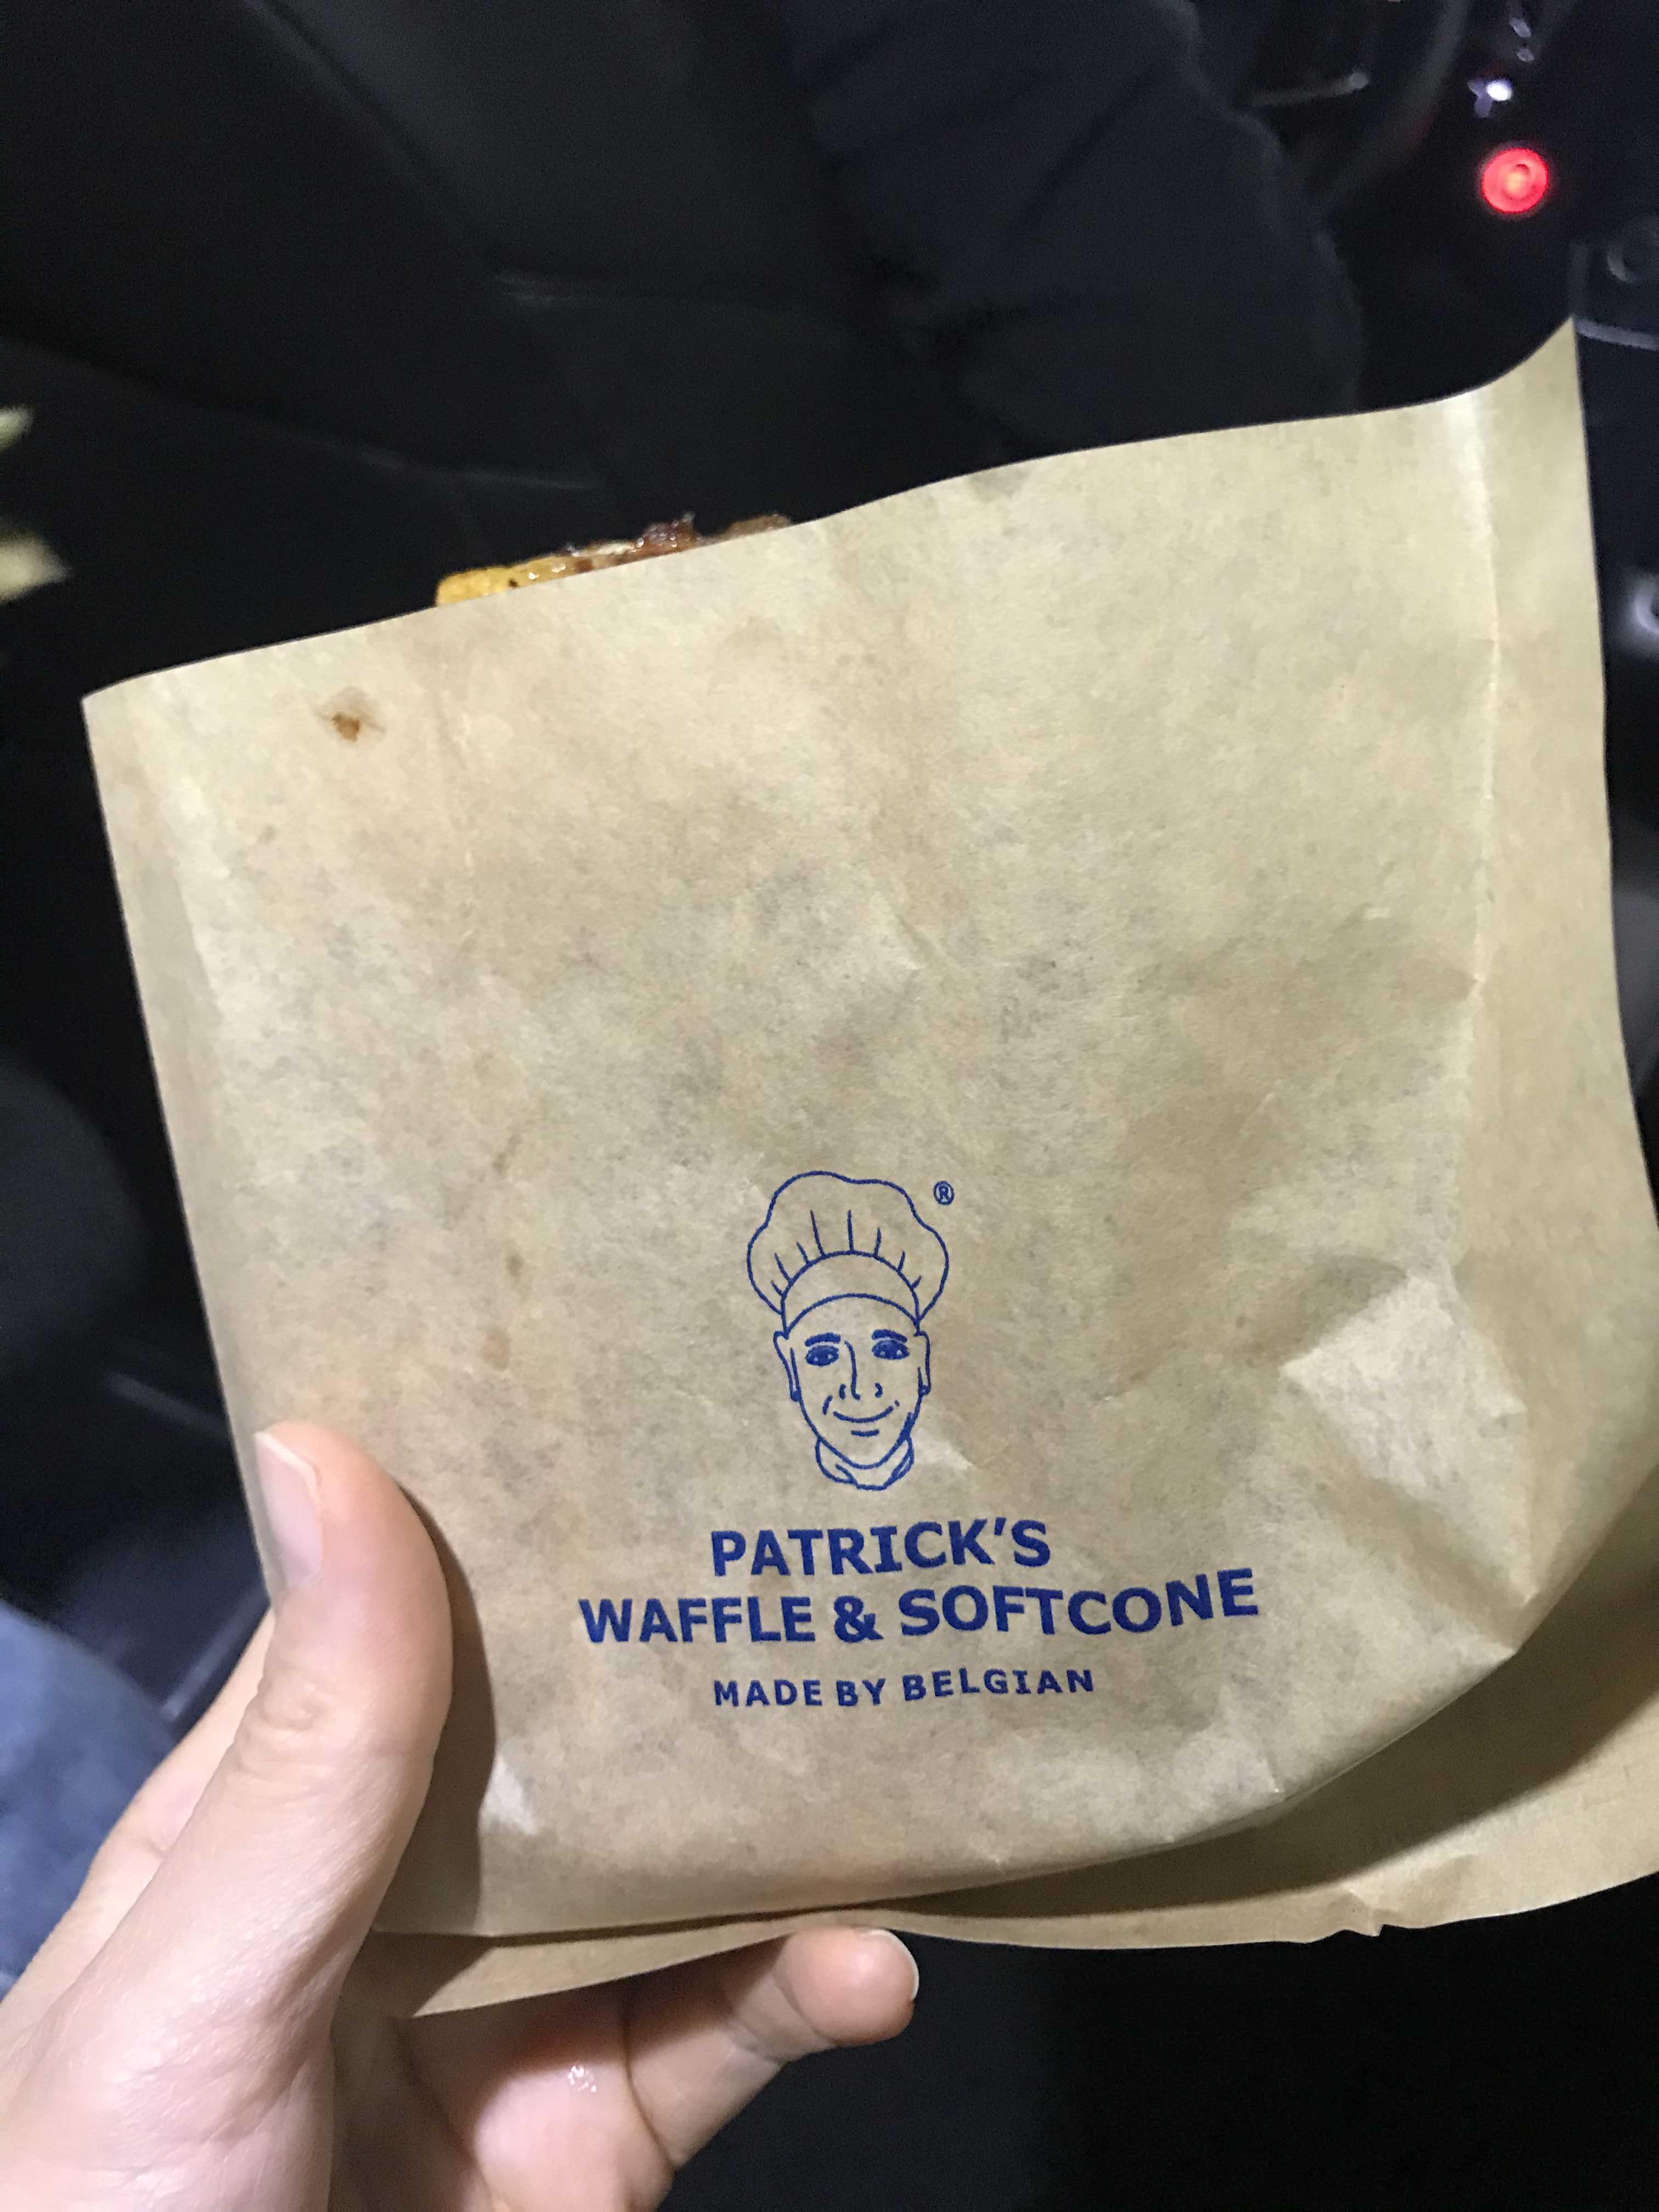 ®
PATRICK'S
WAFFLE & SOFTCONE
MADE BY BELGIAN